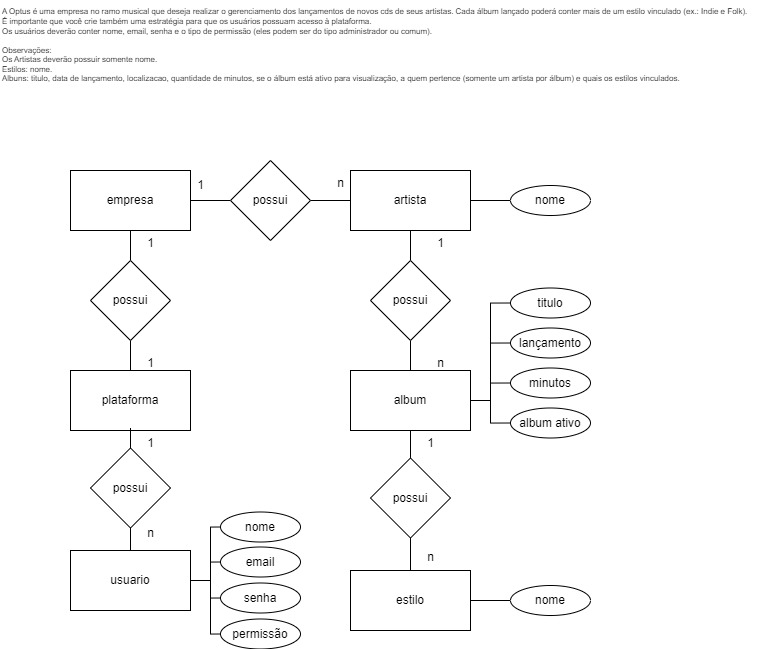 A Optus é uma empresa no ramo musical que deseja realizar o gerenciamento dos lançamentos de novos cds de seus artistas. Cada álbum lançado poderá conter mais de um estilo vinculado (ex.: Indie e Folk).
É importante que você crie também uma estratégia para que os usuários possuam acesso à plataforma.
Os usuários deverão conter nome, email, senha e o tipo de permissão (eles podem ser do tipo administrador ou comum).
Observações:
Os Artistas deverão possuir somente nome.
Estilos: nome.
Albuns: titulo, data de lançamento, localizacao, quantidade de minutos, se o álbum está ativo para visualização, a quem pertence (somente um artista por álbum) e quais os estilos vinculados.
empresa
1
possui
n
artista
nome
1
1
possui
possui
titulo
lançamento
1
n
minutos
plataforma
album
album ativo
1
1
possui
possui
nome
n
n
email
usuario
senha
estilo
nome
permissão